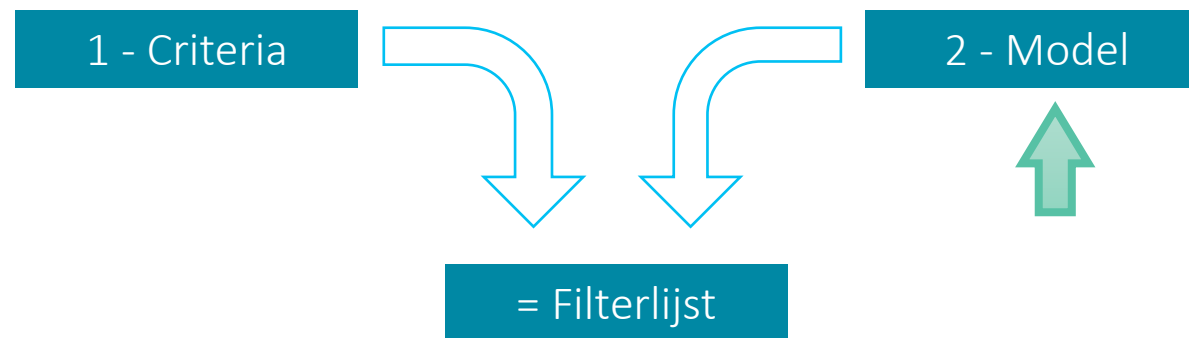 1 - Criteria
2 - Model
= Filterlijst